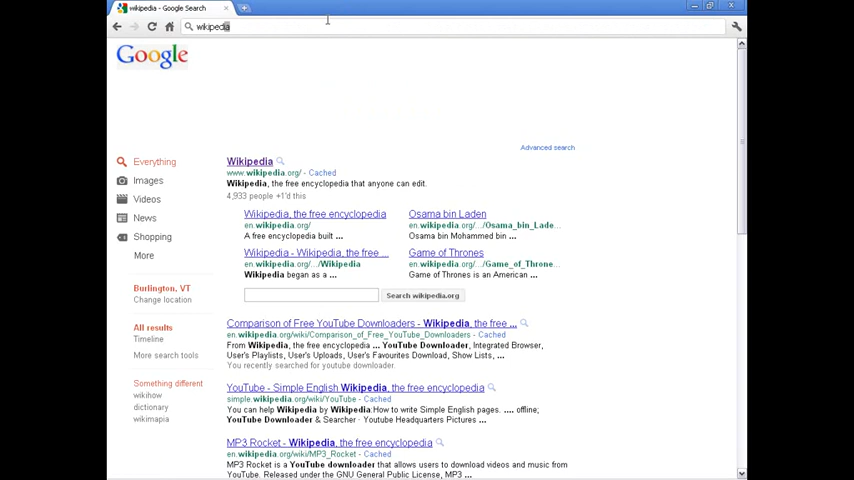 wikipedia - Google Search
wikipedia
Google
Advanced search
Everything
Images
Videos
News
Shopping
More
Burlington, VT
Change location
All results
Timeline
More search tools
Something different
wikihow
dictionary
wikimapia
Wikipedia
www.wikipedia.org/ - Cached
Wikipedia, the free encyclopedia that anyone can edit.
4,933 people +1'd this
Wikipedia, the free encyclopedia
en.wikipedia.org/
A free encyclopedia built ...
Osama bin Laden
en.wikipedia.org/.../Osama_bin_Lade...
Osama bin Mohammed bin ...
Wikipedia - Wikipedia, the free ...
en.wikipedia.org/.../Wikipedia
Wikipedia began as a ...
Game of Thrones
en.wikipedia.org/.../Game_of_Throne...
Game of Thrones is an American ...
Search wikipedia.org
Comparison of Free YouTube Downloaders - Wikipedia, the free ...
en.wikipedia.org/wiki/Comparison_of_Free_YouTube_Downloaders - Cached
From Wikipedia, the free encyclopedia ... YouTube Downloader, Integrated Browser,
User's Playlists, User's Uploads, User's Favourites Download, Show Lists, ...
You recently searched for youtube downloader.
YouTube - Simple English Wikipedia, the free encyclopedia
simple.wikipedia.org/wiki/YouTube - Cached
You can help Wikipedia by Wikipedia:How to write Simple English pages. .... offline;
YouTube Downloader & Searcher · Youtube Headquarters Pictures ...
MP3 Rocket - Wikipedia, the free encyclopedia
en.wikipedia.org/wiki/MP3_Rocket - Cached
MP3 Rocket is a YouTube downloader that allows users to download videos and music from
YouTube. Released under the GNU General Public License, MP3 ...